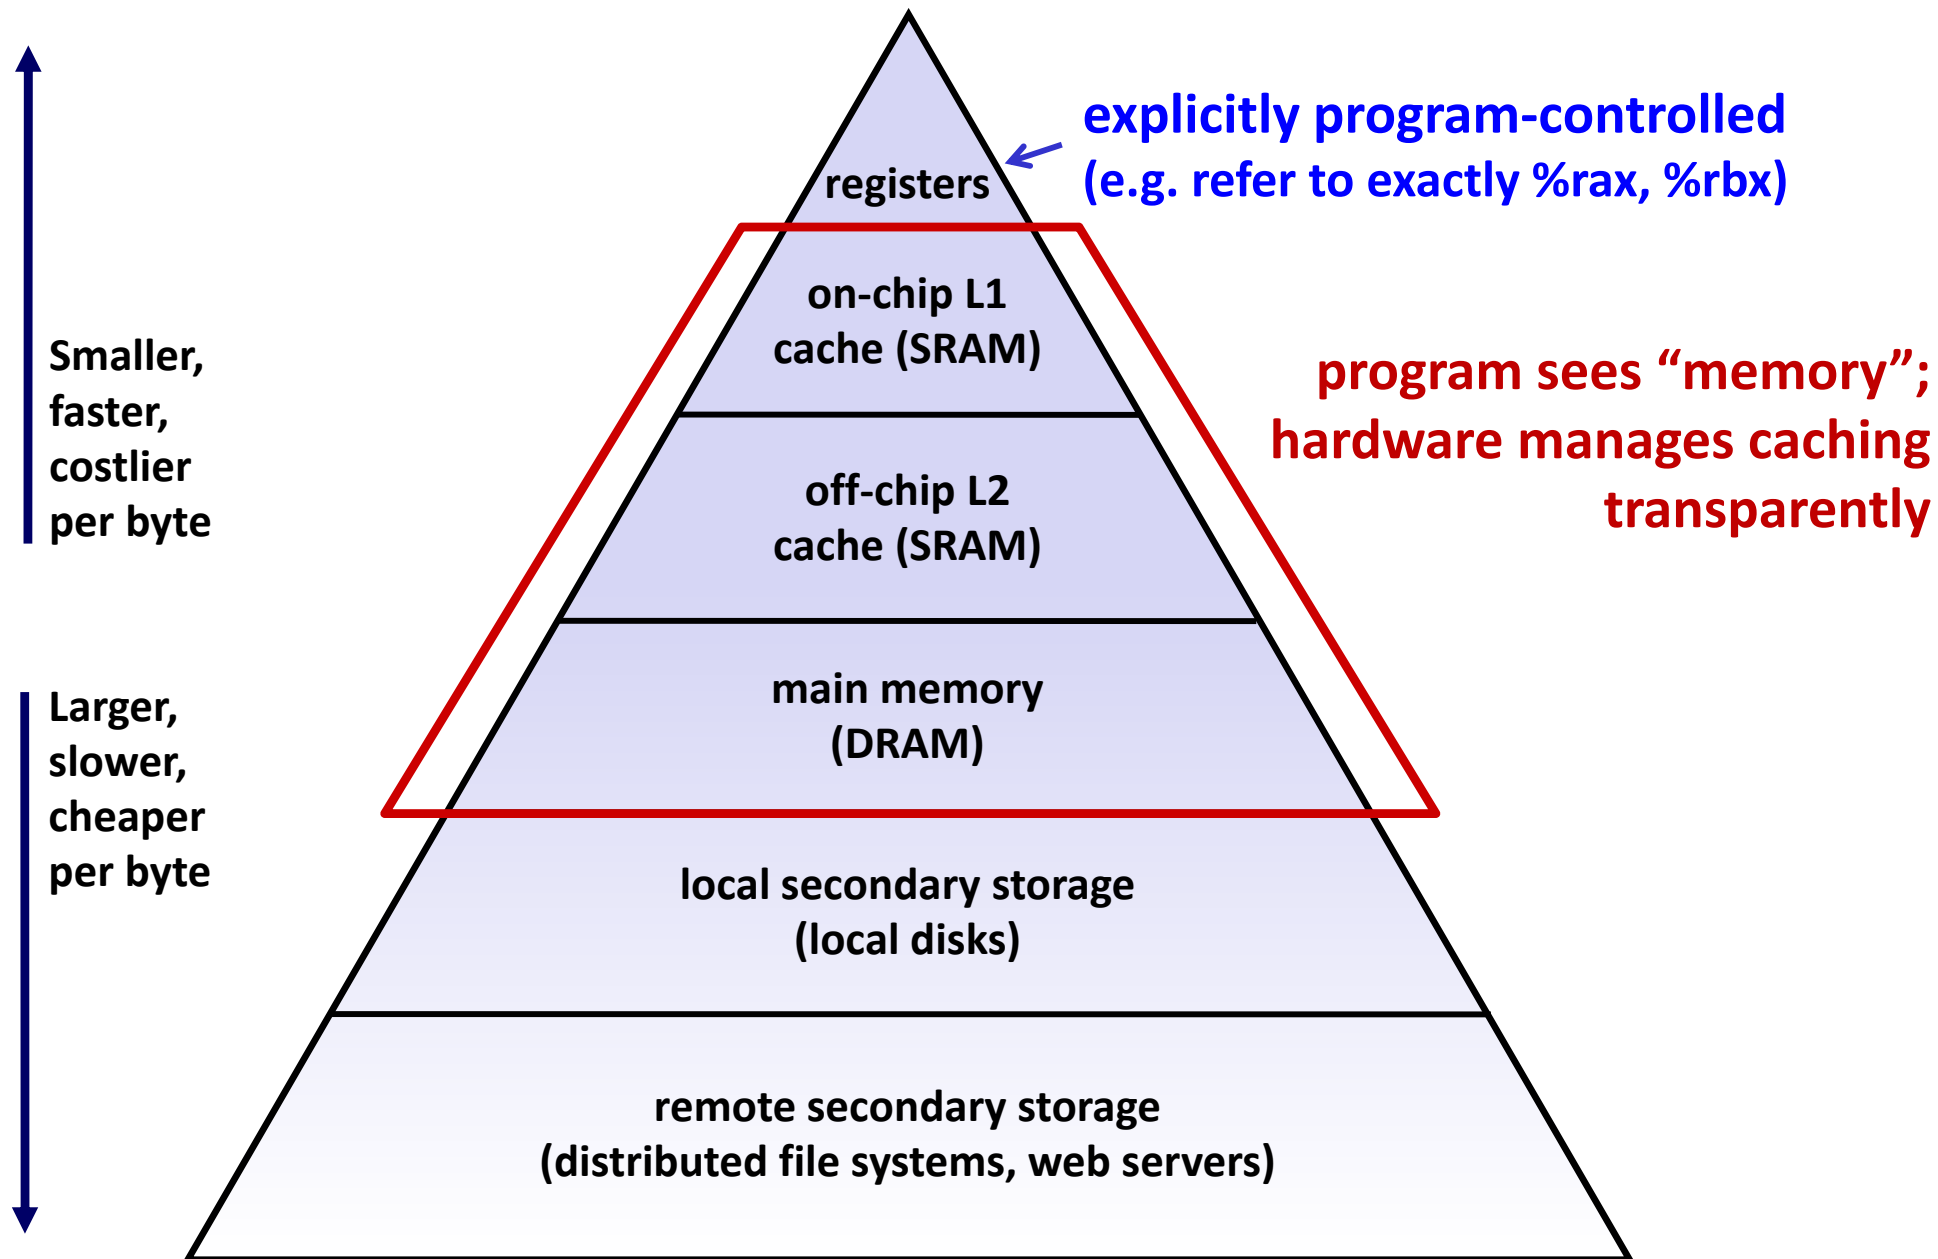 explicitly program-controlled
(e.g. refer to exactly %rax, %rbx)
registers
on-chip L1
cache (SRAM)
program sees “memory”;
hardware manages caching
transparently
Smaller,
faster,
costlier
per byte
off-chip L2
cache (SRAM)
main memory
(DRAM)
Larger,
slower,
cheaper
per byte
local secondary storage
(local disks)
remote secondary storage
(distributed file systems, web servers)